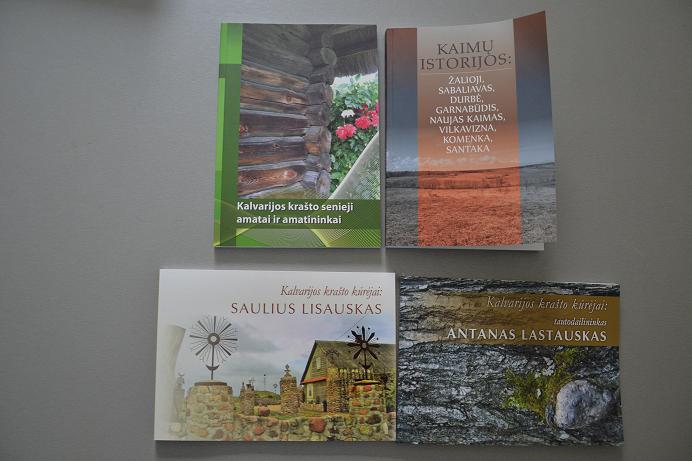 Kalvarijos krašto senieji
amatai ir amatininkai
KAIMŲ
ISTORIJOS:
ŽALIOJI,
SABALIAVAS,
DURBĖ,
GARNABŪDIS,
NAUJAS KAIMAS,
VILKAVIZNA,
KOMENKA,
SANTAKA
Kalvarijos krašto kūrėjai:
SAULIUS LISAUSKAS
Kalvarijos krašto kūrėjai:
tautodailininkas
ANTANAS LASTAUSKAS